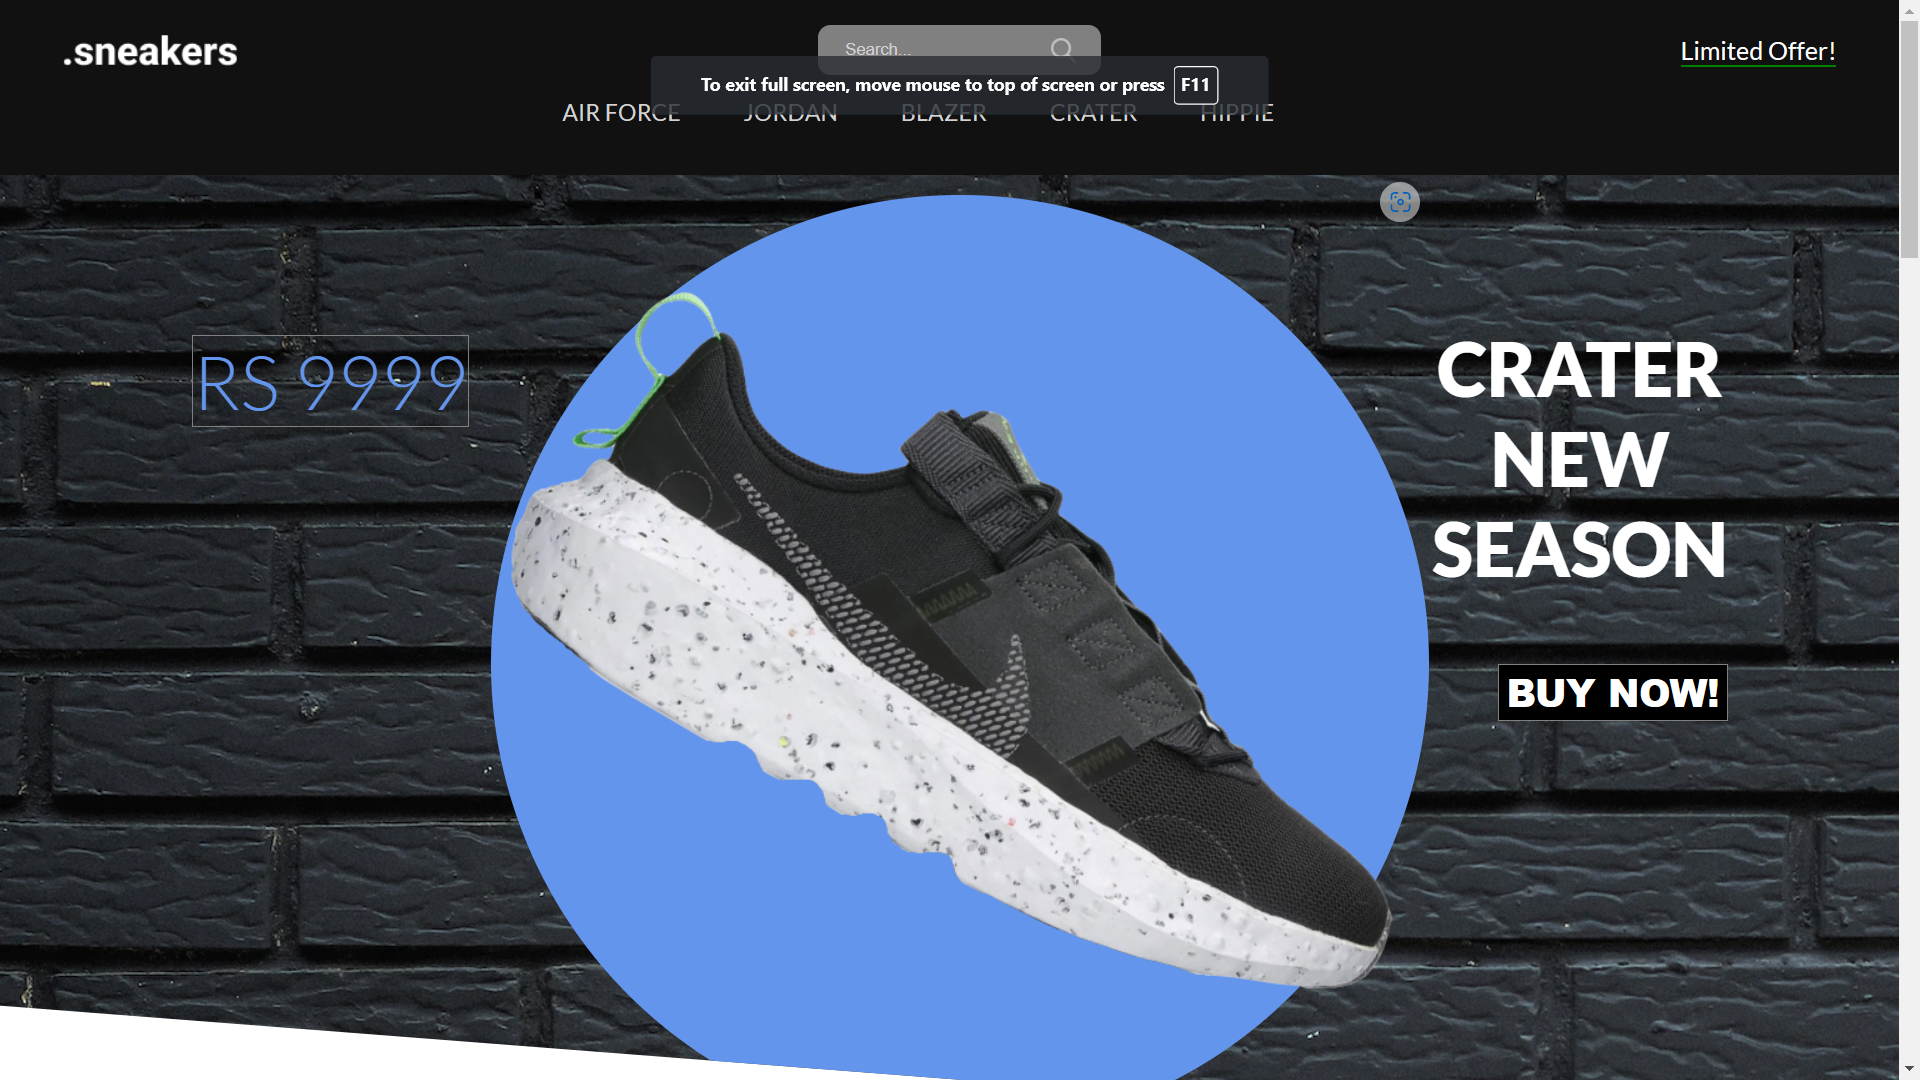 .sneakers
Search...
Limited Offer!
To exit full screen, move mouse to top of screen or press F11
AIR FORCE JORDAN BLAZER CRATER HIPPIE
RS 9999
CRATER
NEW
SEASON
BUY NOW!